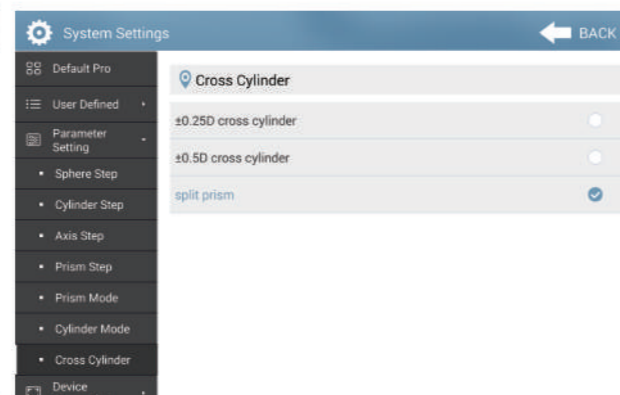 System Settings
BACK
Default Pro
User Defined
Parameter
Setting
Sphere Step
Cylinder Step
Axis Step
Prism Step
Prism Mode
Cylinder Mode
Cross Cylinder
Device
Cross Cylinder
±0.25D cross cylinder
±0.5D cross cylinder
split prism